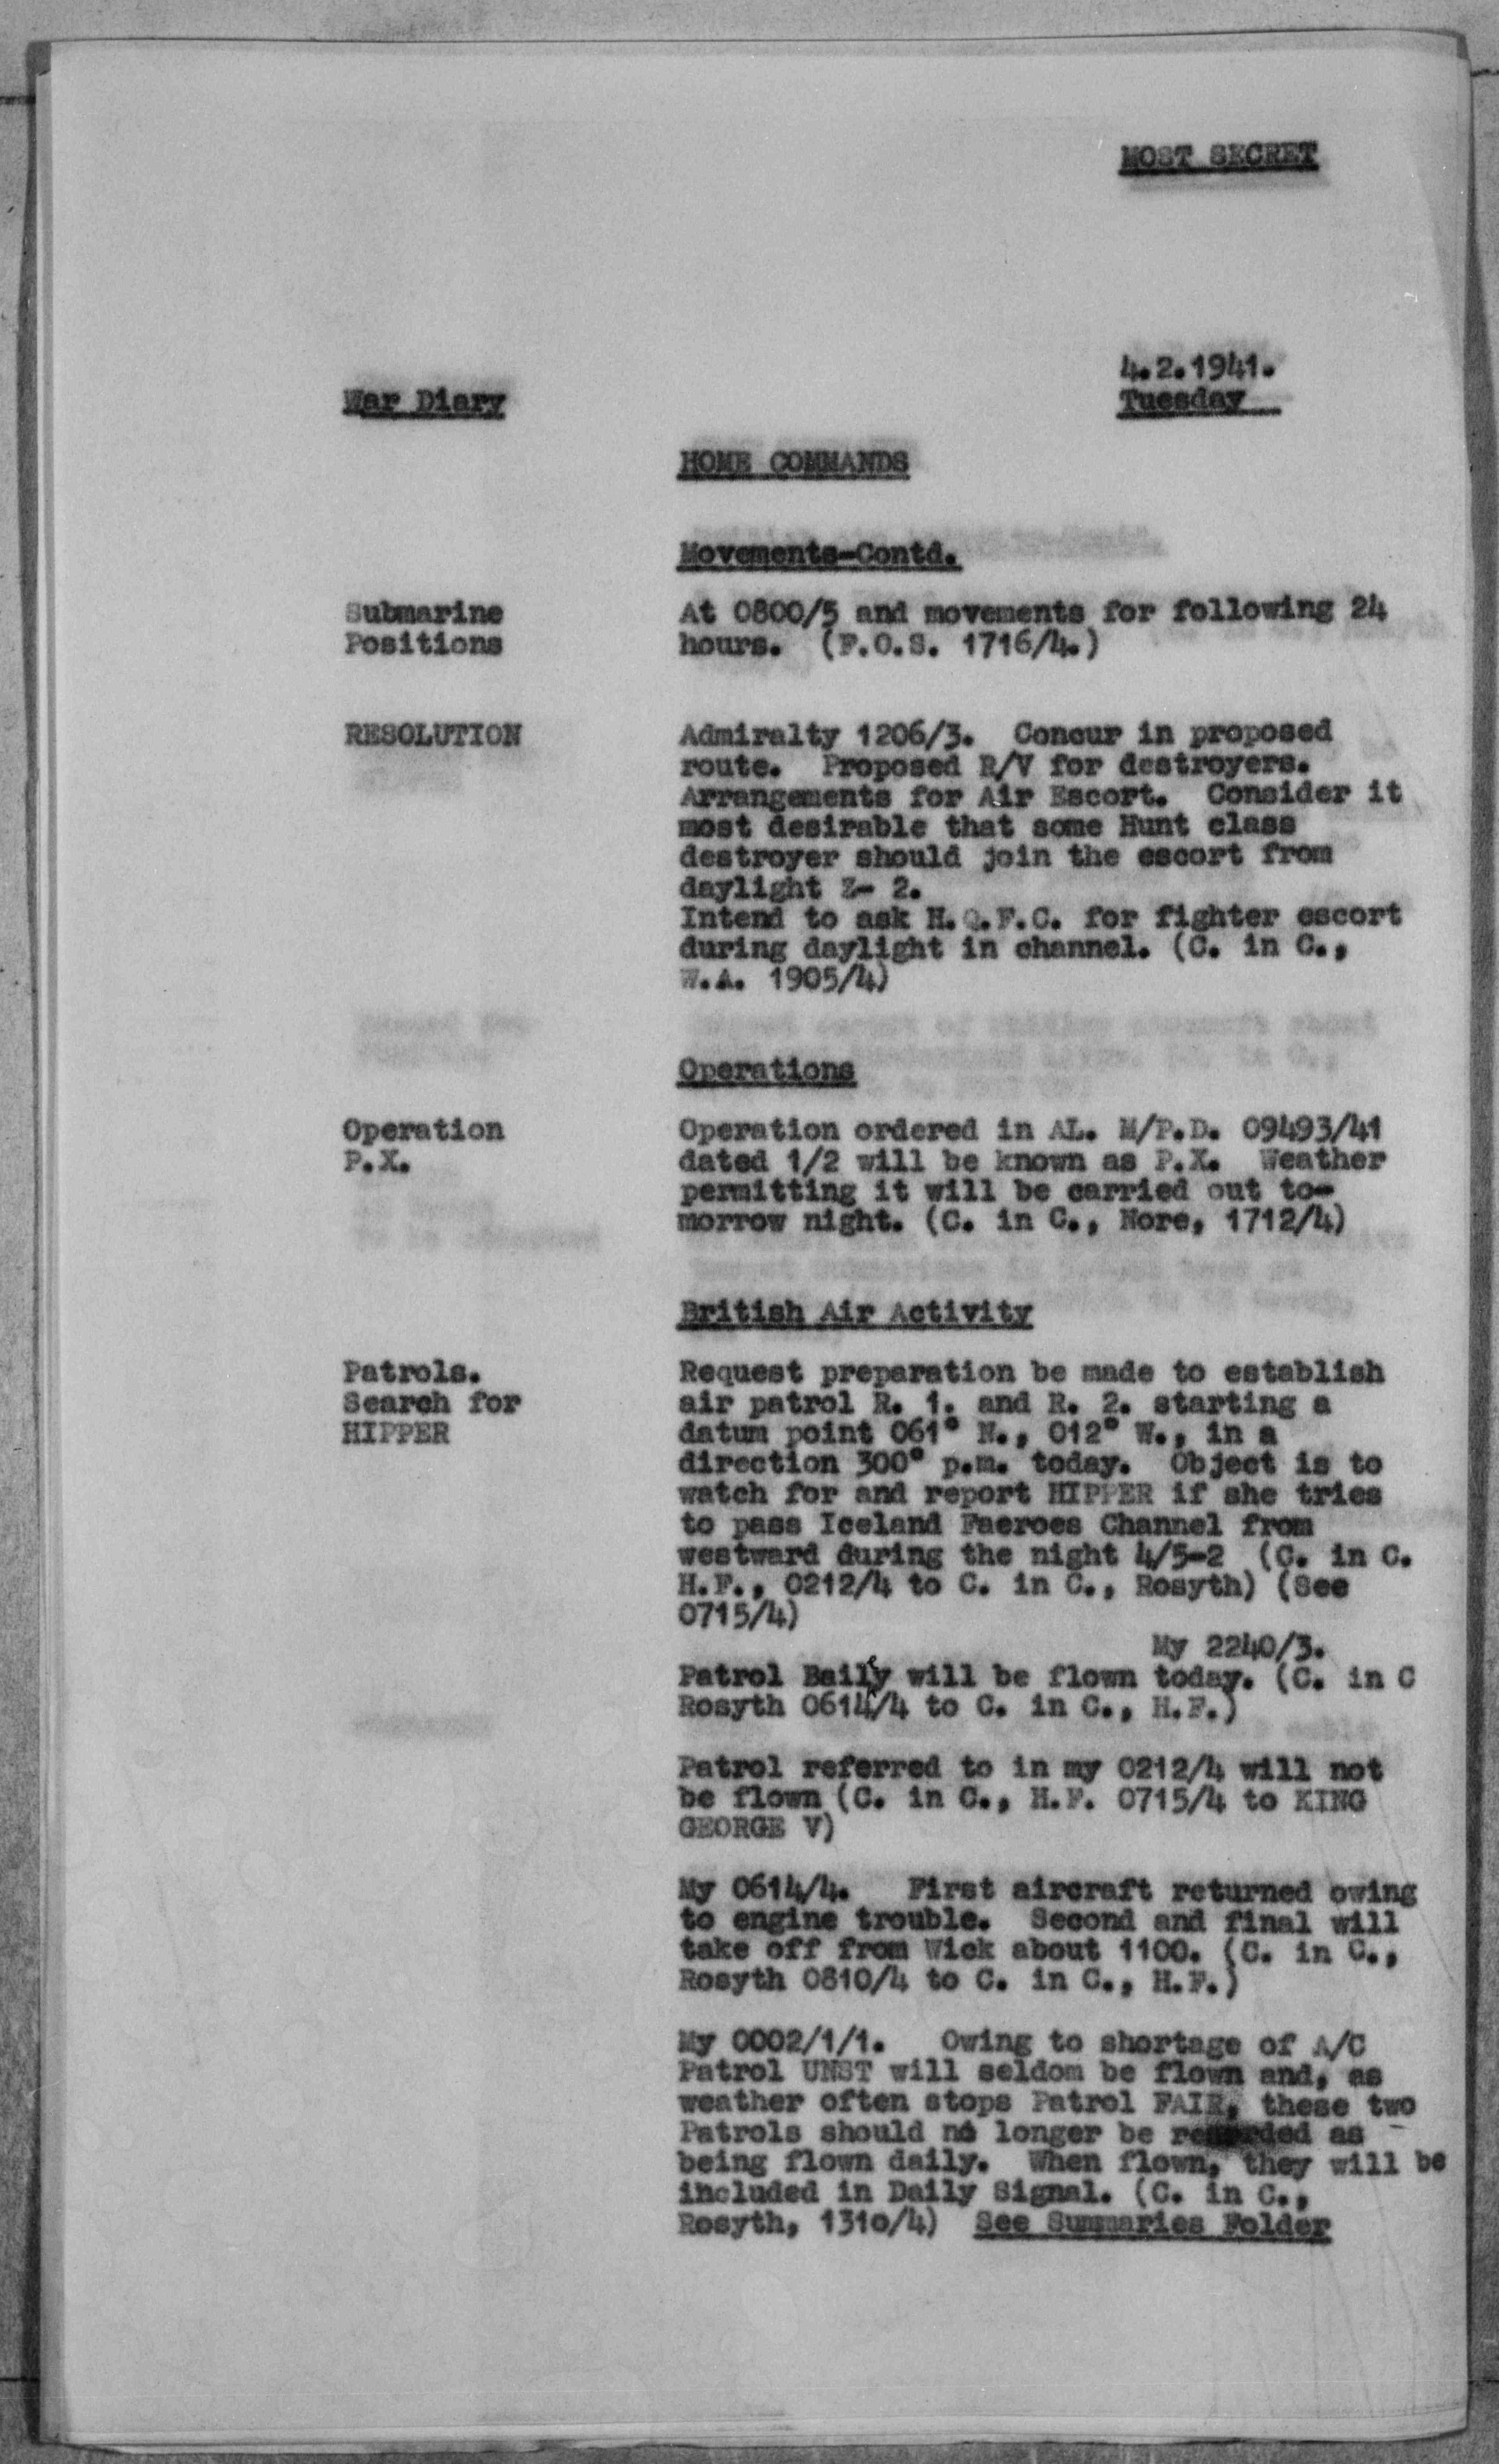 MOST SECRET
4.2.1941.
War Diary
Tuesday
HOME COMMANDS
Movements-Contd.
Submarine
Positions
At 0800/5 and movements for following 24
hours. (F.O.S. 1716/4.)
RESOLUTION
Admiralty 1206/3. Concur in proposed
route. Proposed R/V for destroyers.
Arrangements for Air Escort. Consider it
most desirable that some Hunt class
destroyer should join the escort from
daylight Z- 2.
Intend to ask H.Q.F.C. for fighter escort
during daylight in channel. (C. in C.,
W.A. 1905/4)
Operations
Operation
P.X.
Operation ordered in AL. M/P.D. 09493/41
dated 1/2 will be known as P.X. Weather
permitting it will be carried out to-
morrow night. (C. in C., Nore, 1712/4)
British Air Activity
Patrols.
Search for
HIPPER
Request preparation be made to establish
air patrol R. 1. and R. 2. starting a
datum point 061° N., 012° W., in a
direction 300° p.m. today. Object is to
watch for and report HIPPER if she tries
to pass Iceland Faeroes Channel from
westward during the night 4/5-2 (C. in C.
H.F., 0212/4 to C. in C., Rosyth) (See
0715/4)
My 2240/3.
Patrol Baily will be flown today. (C. in C
Rosyth 0614/4 to C. in C., H.F.)
Patrol referred to in my 0212/4 will not
be flown (C. in C., H.F. 0715/4 to KING
GEORGE V)
My 0614/4. First aircraft returned owing
to engine trouble. Second and final will
take off from Wick about 1100. (C. in C.,
Rosyth 0810/4 to C. in C., H.F.)
My 0002/1/1. Owing to shortage of A/C
Patrol UNST will seldom be flown and, as
weather often stops Patrol FAIR, these two
Patrols should no longer be as
being flown daily. When flown, they will be
included in Daily Signal. (C. in C.,
Rosyth, 1310/4) See Summaries Folder